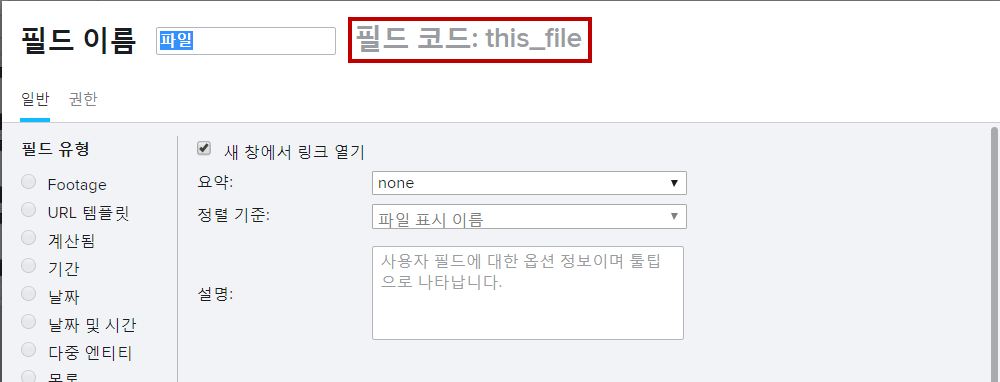 필드 이름 파일 필드 코드: this_file
일반 권한
필드 유형
Footage
URL 템플릿
계산됨
기간
날짜
날짜 및 시간
다중 엔티티
목록
새 창에서 링크 열기
요약: none
정렬 기준: 파일 표시 이름
설명: 사용자 필드에 대한 옵션 정보이며 툴팁
으로 나타납니다.